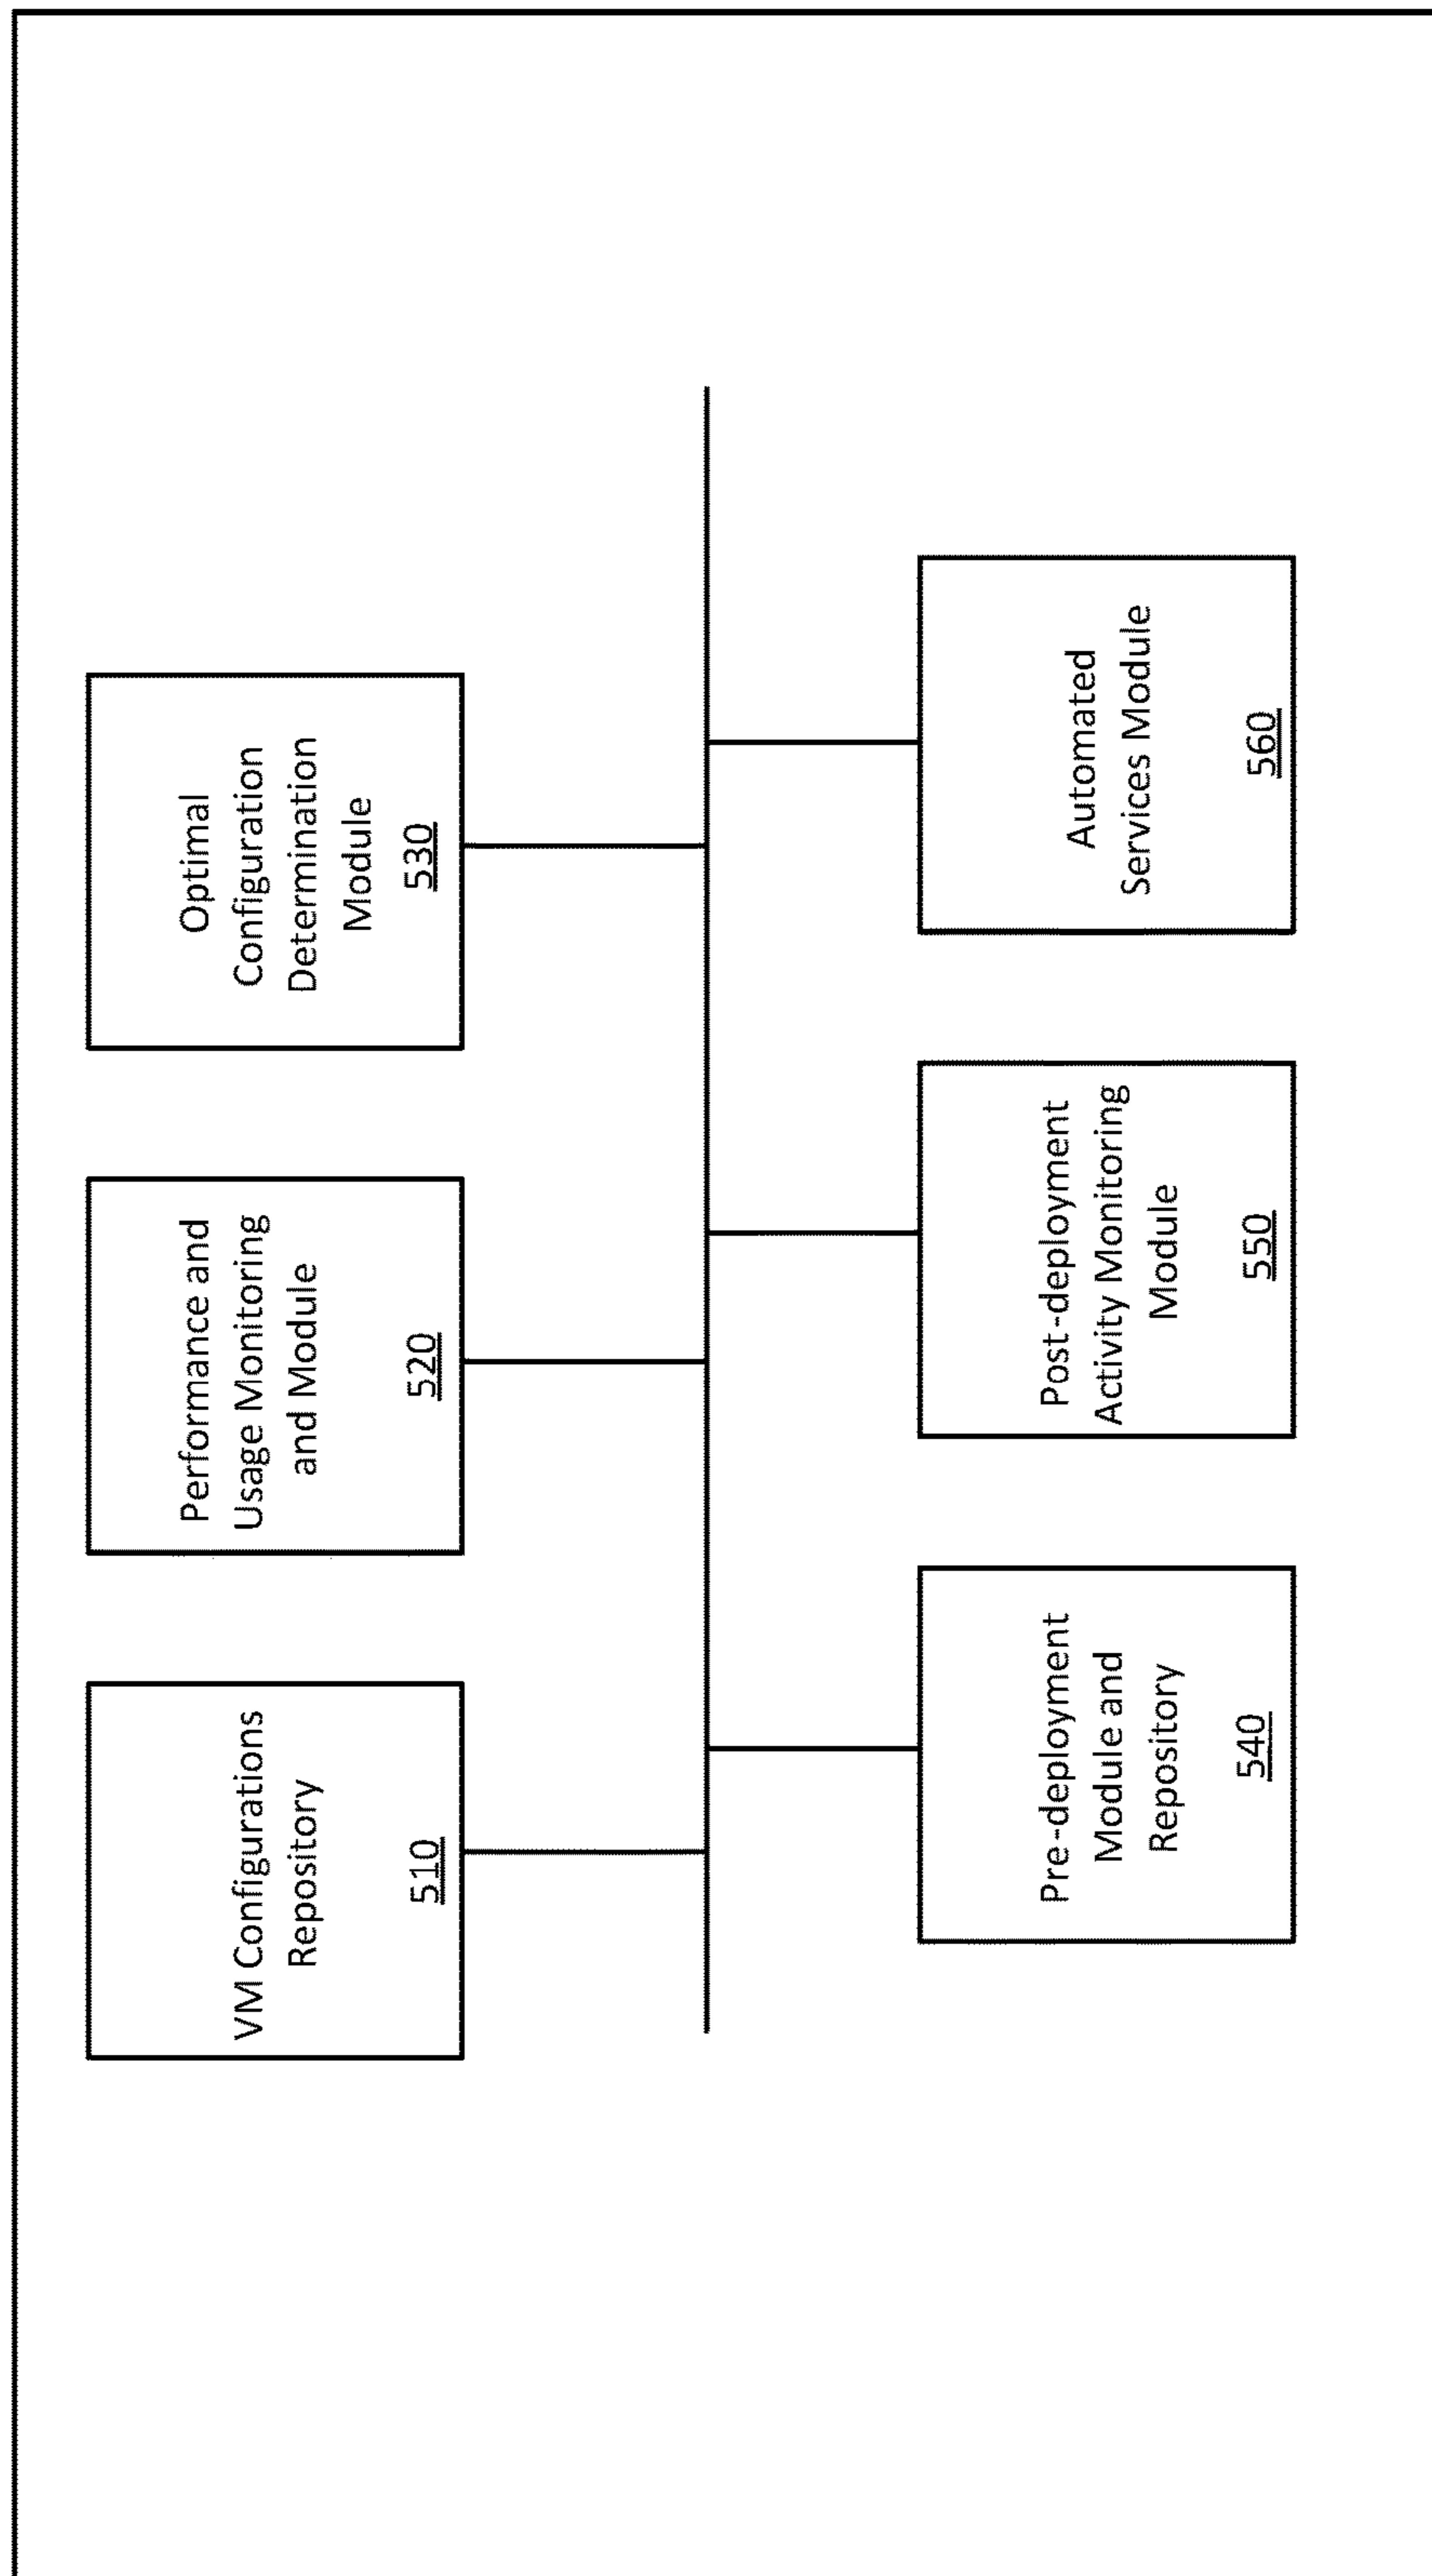 VM Configurations
Repository
510
Performance and
Usage Monitoring
and Module
520
Optimal
Configuration
Determination
Module
530
Pre-deployment
Module and
Repository
540
Post-deployment
Activity Monitoring
Module
550
Automated
Services Module
560